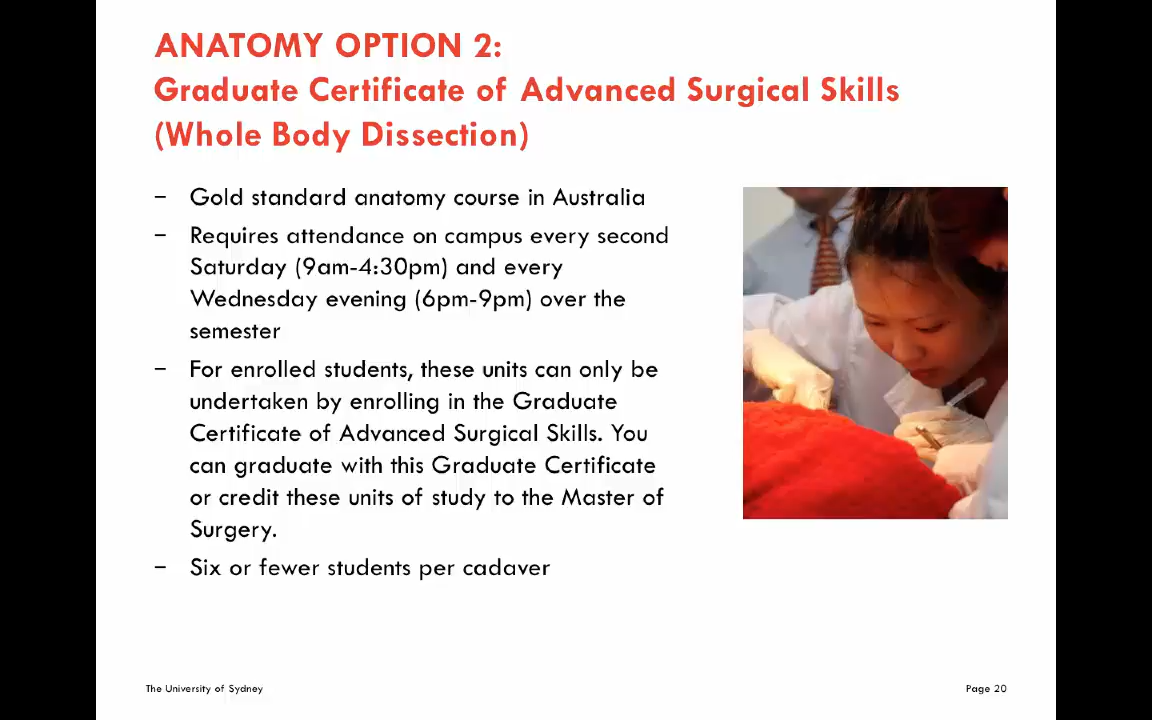 ANATOMY OPTION 2:
Graduate Certificate of Advanced Surgical Skills
(Whole Body Dissection)
– Gold standard anatomy course in Australia
– Requires attendance on campus every second
Saturday (9am-4:30pm) and every
Wednesday evening (6pm-9pm) over the
semester
– For enrolled students, these units can only be
undertaken by enrolling in the Graduate
Certificate of Advanced Surgical Skills. You
can graduate with this Graduate Certificate
or credit these units of study to the Master of
Surgery.
– Six or fewer students per cadaver
The University of Sydney
Page 20